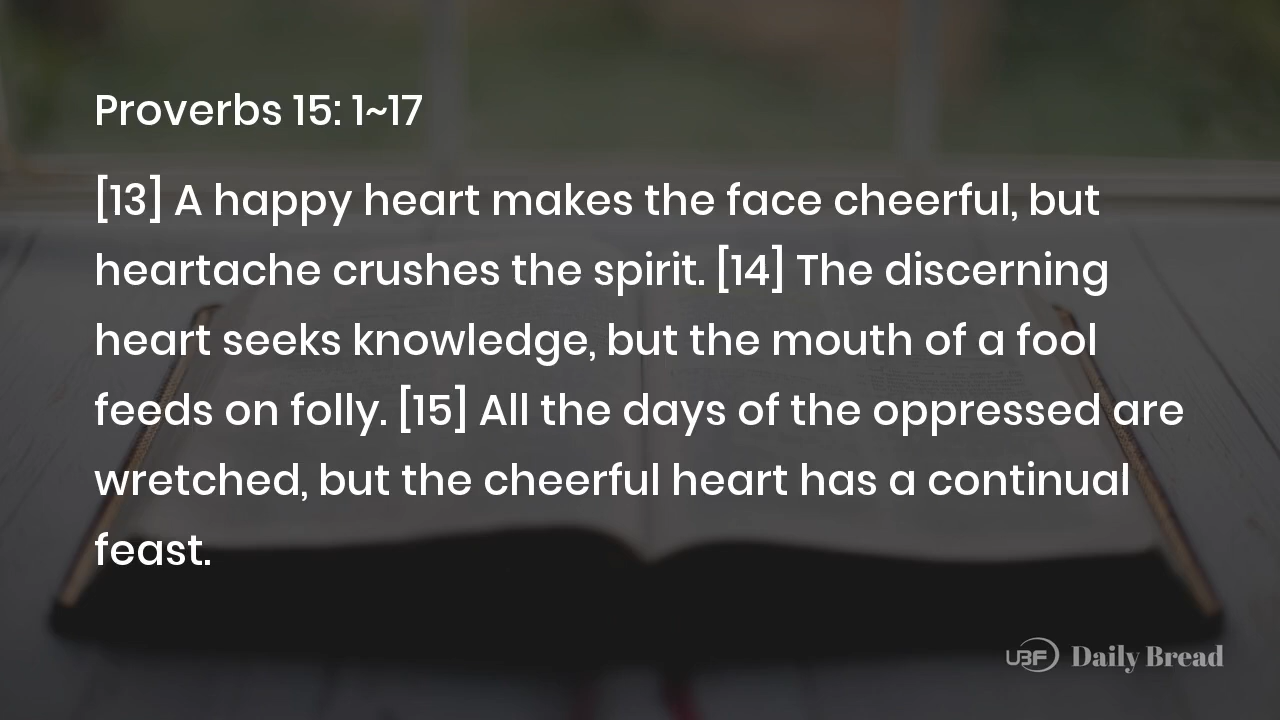 Proverbs 15: 1~17
[13] A happy heart makes the face cheerful, but
heartache crushes the spirit. [14] The discerning
heart seeks knowledge, but the mouth of a fool
feeds on folly. [15] All the days of the oppressed are
wretched, but the cheerful heart has a continual
feast.
UBF Daily Bread